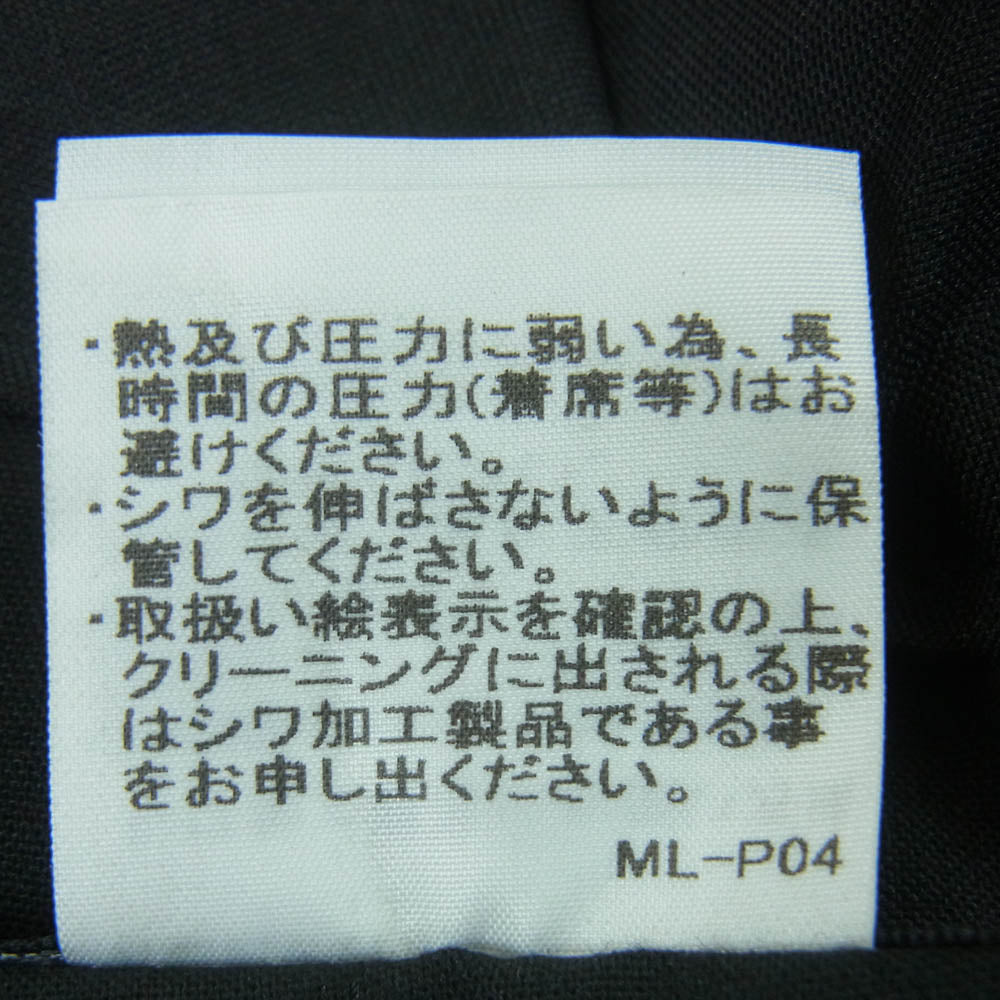 ・熱及び圧力に弱い為、長
時間の圧力(着席等)はお
避けください。
・シワを伸ばさないように保
管してください。
・取扱い絵表示を確認の上、
クリーニングに出される際
はシワ加工製品である事
をお申し出ください。
ML-P04